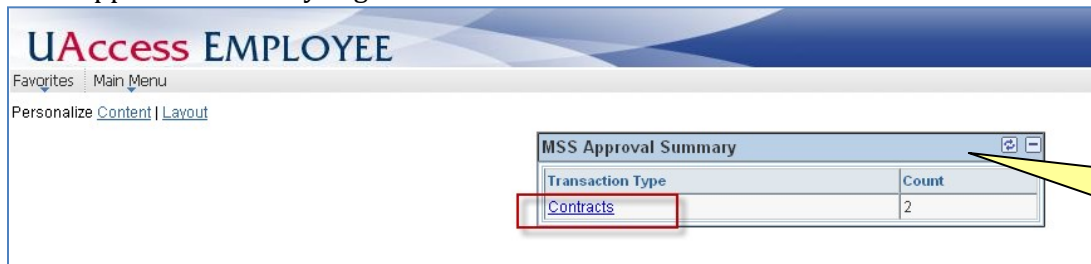 UAccess EMPLOYEE
Favorites Main Menu
Personalize Content | Layout
MSS Approval Summary
Transaction Type Count
Contracts 2